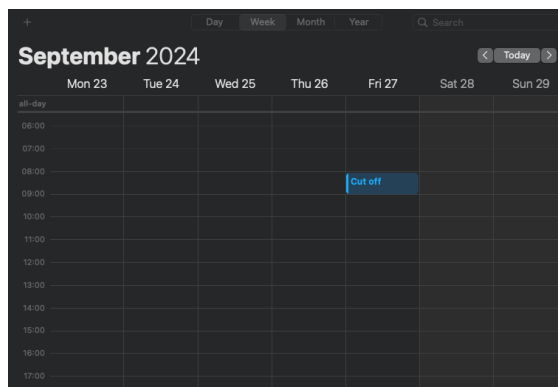 + Day Week Month Year Search
September 2024 < Today >
Mon 23 Tue 24 Wed 25 Thu 26 Fri 27 Sat 28 Sun 29
all-day
06:00
07:00
08:00
Cut off
09:00
10:00
11:00
12:00
13:00
14:00
15:00
16:00
17:00